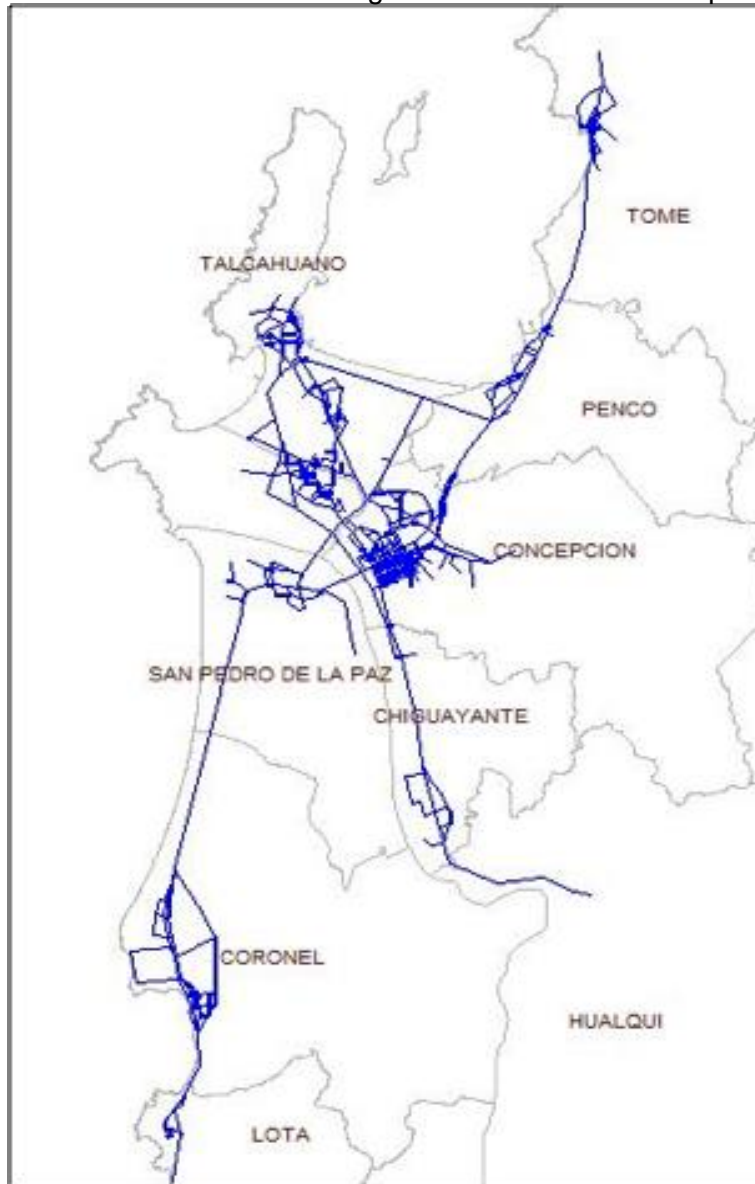 TOME
TALCAHUANO
PENCO
CONCEPCION
SAN PEDRO DE LA PAZ
CHIGUAYANTE
CORONEL
HUALQUI
LOTA